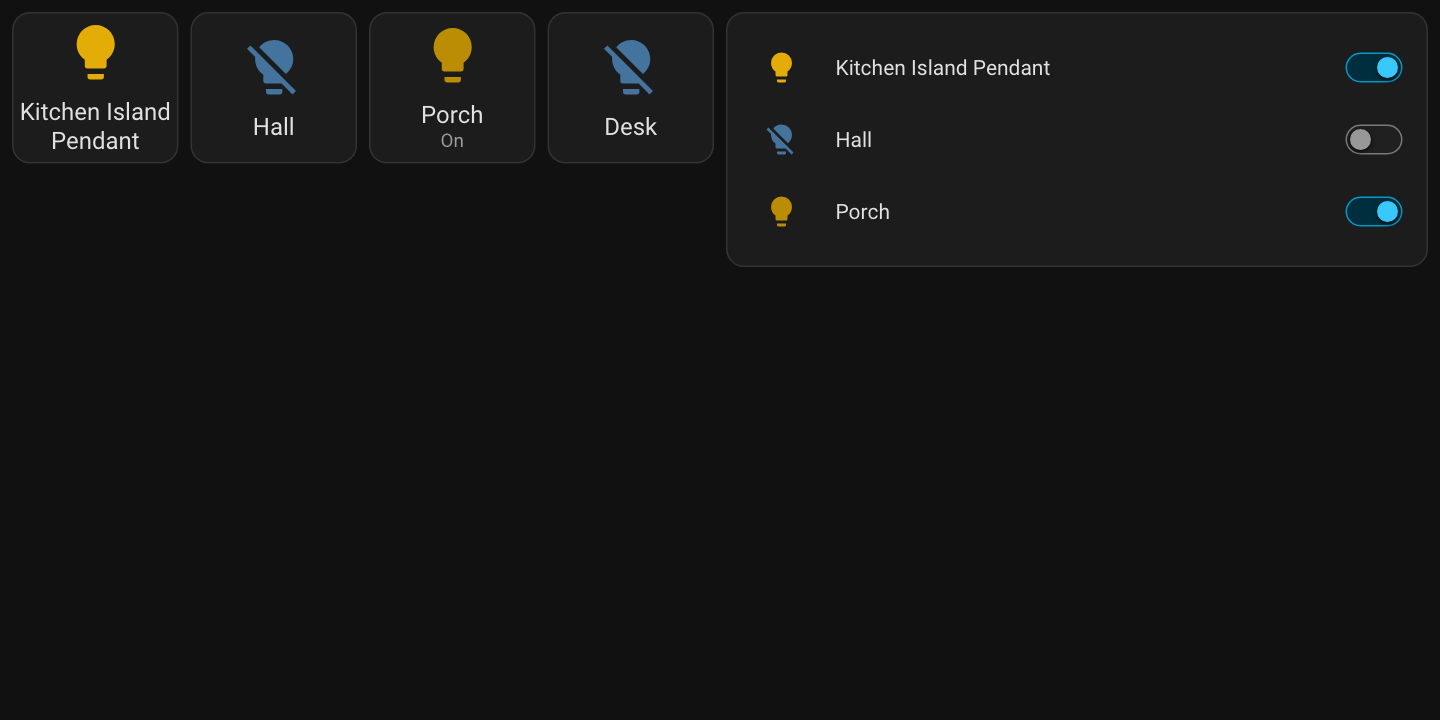 Kitchen Island
Pendant
Hall
Porch
On
Desk
Kitchen Island Pendant
Hall
Porch